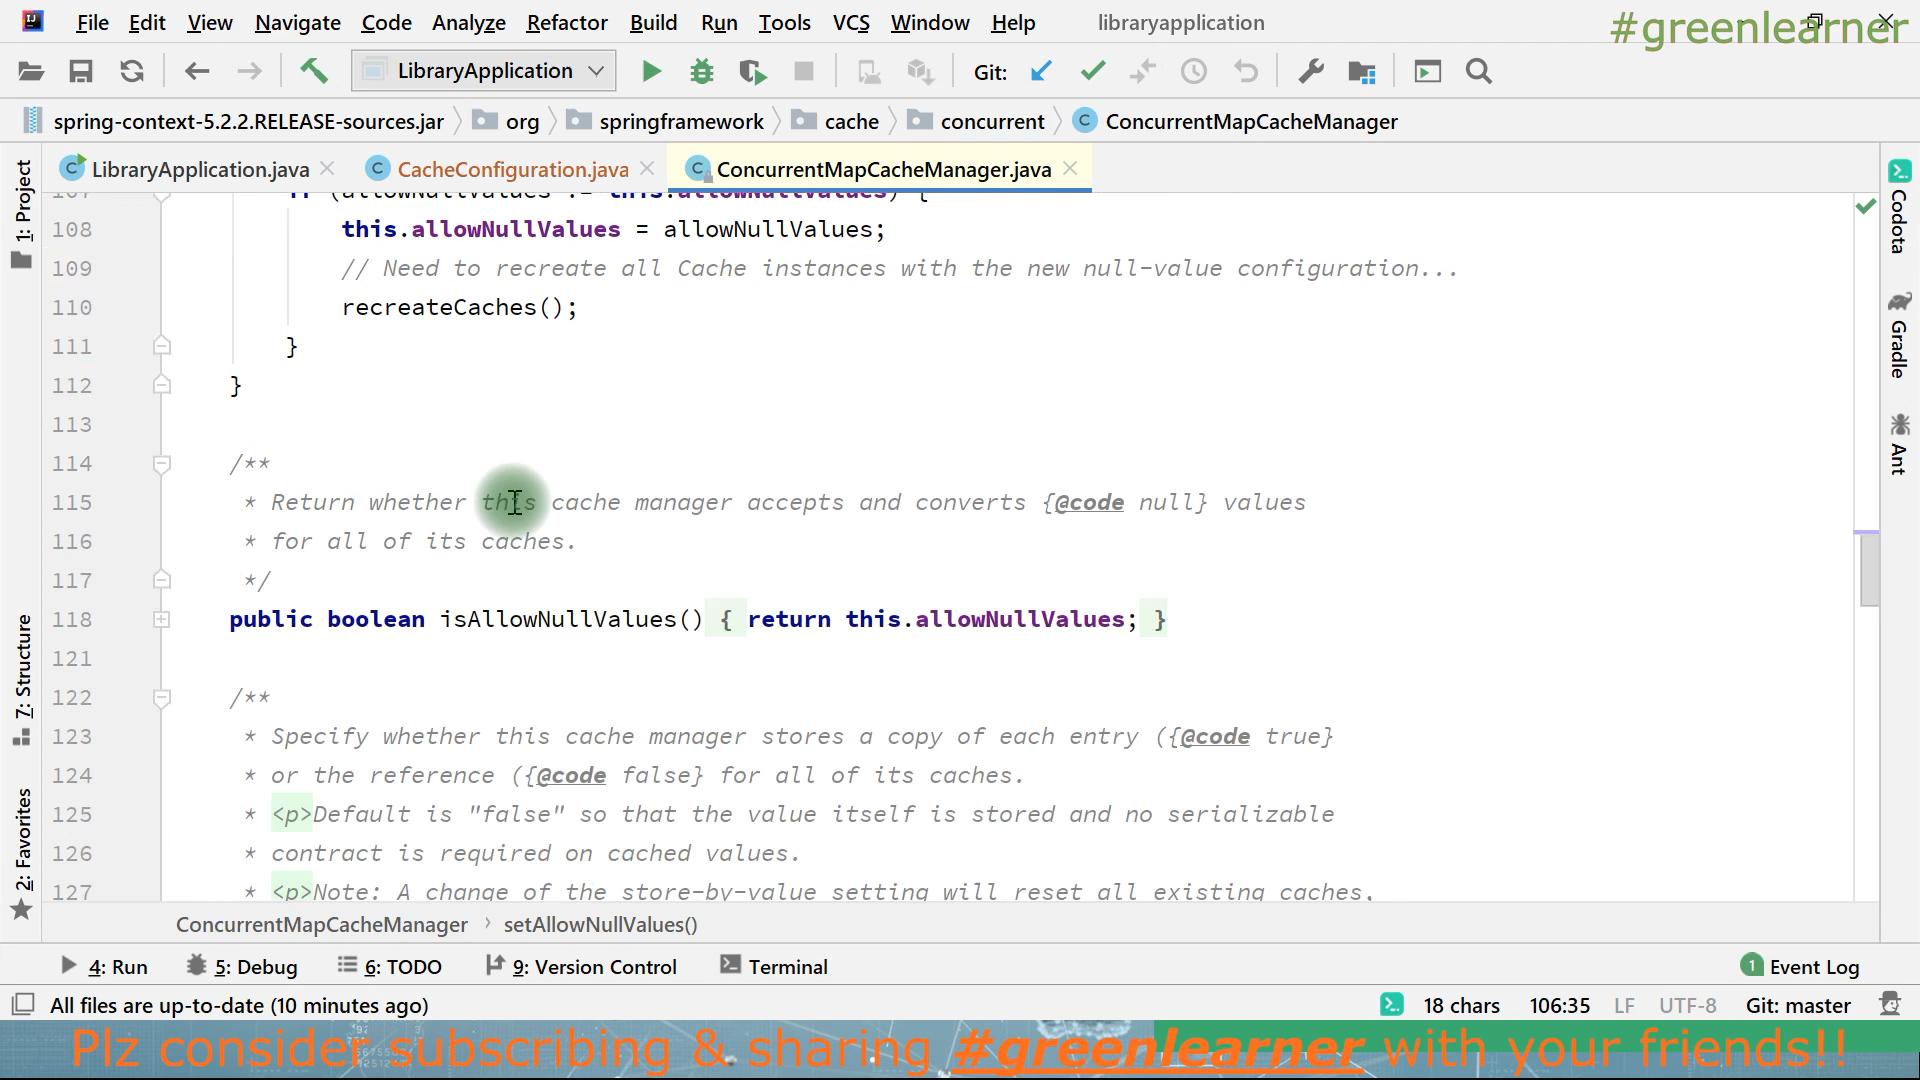 File Edit View Navigate Code Analyze Refactor Build Run Tools VCS Window Help libraryapplication
#greenlearner
LibraryApplication Git:
spring-context-5.2.2.RELEASE-sources.jar org springframework cache concurrent ConcurrentMapCacheManager
LibraryApplication.java CacheConfiguration.java ConcurrentMapCacheManager.java
107 if (allowNullValues != this.allowNullValues) {
108 this.allowNullValues = allowNullValues;
109 // Need to recreate all Cache instances with the new null-value configuration...
110 recreateCaches();
111 }
112 }
113
114 /**
115 * Return whether this cache manager accepts and converts {@code null} values
116 * for all of its caches.
117 */
118 public boolean isAllowNullValues() { return this.allowNullValues; }
121
122 /**
123 * Specify whether this cache manager stores a copy of each entry ({@code true}
124 * or the reference ({@code false} for all of its caches.
125 * <p>Default is "false" so that the value itself is stored and no serializable
126 * contract is required on cached values.
127 * <p>Note: A change of the store-by-value setting will reset all existing caches,
1: Project
7: Structure
2: Favorites
Codota
Gradle
Ant
ConcurrentMapCacheManager › setAllowNullValues()
4: Run 5: Debug 6: TODO 9: Version Control Terminal 1 Event Log
All files are up-to-date (10 minutes ago) 18 chars 106:35 LF UTF-8 Git: master
Plz consider subscribing & sharing #greenlearner with your friends!!